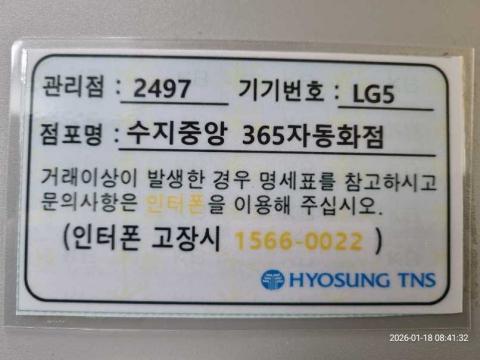 관리점 : 2497 기기번호 : LG5
점포명 : 수지중앙 365자동화점
거래이상이 발생한 경우 명세표를 참고하시고
문의사항은 인터폰을 이용해 주십시오.
(인터폰 고장시 1566-0022 )
HYOSUNG TNS
2026-01-18 08:41:32